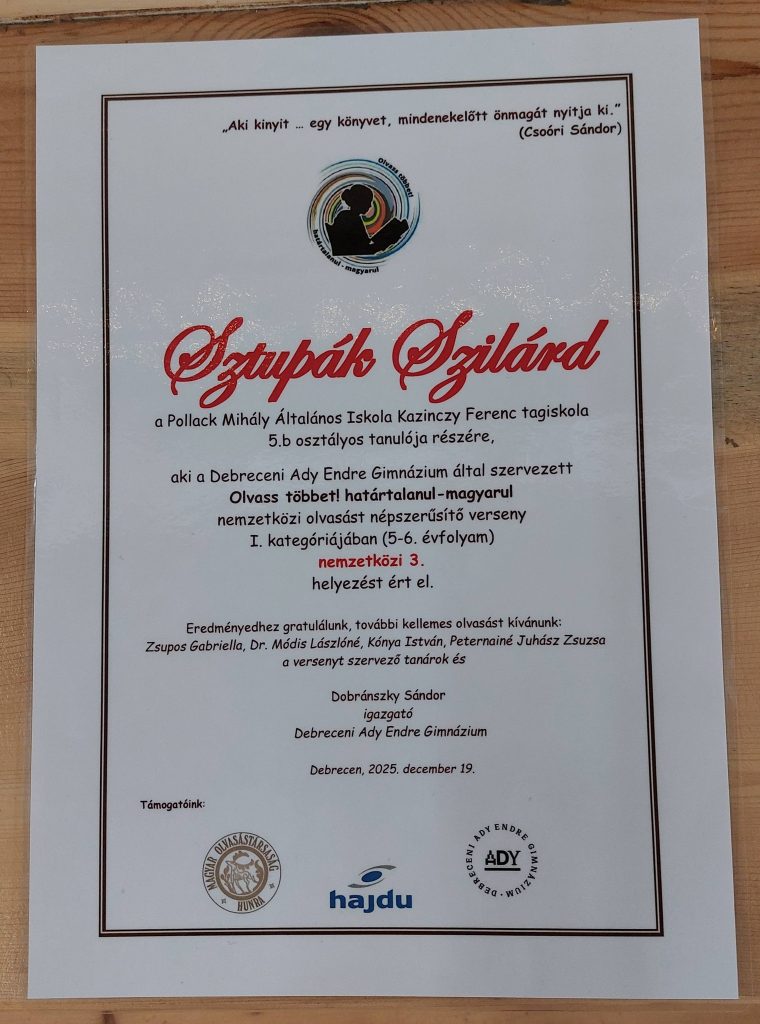 „Aki kinyit … egy könyvet, mindenekelőtt önmagát nyitja ki.”
(Csoóri Sándor)
Olvass többet!
határtalanul - magyarul
Sztupák Szilárd
a Pollack Mihály Általános Iskola Kazinczy Ferenc tagiskola
5.b osztályos tanulója részére,
aki a Debreceni Ady Endre Gimnázium által szervezett
Olvass többet! határtalanul-magyarul
nemzetközi olvasást népszerűsítő verseny
I. kategóriájában (5-6. évfolyam)
nemzetközi 3.
helyezést ért el.
Eredményedhez gratulálunk, további kellemes olvasást kívánunk:
Zsupos Gabriella, Dr. Módis Lászlóné, Kónya István, Peternainé Juhász Zsuzsa
a versenyt szervező tanárok és
Dobránszky Sándor
igazgató
Debreceni Ady Endre Gimnázium
Debrecen, 2025. december 19.
Támogatóink:
MAGYAR OLVASÁSTÁRSASÁG
HUNRA
hajdu
DEBRECENI ADY ENDRE GIMNÁZIUM
ADY